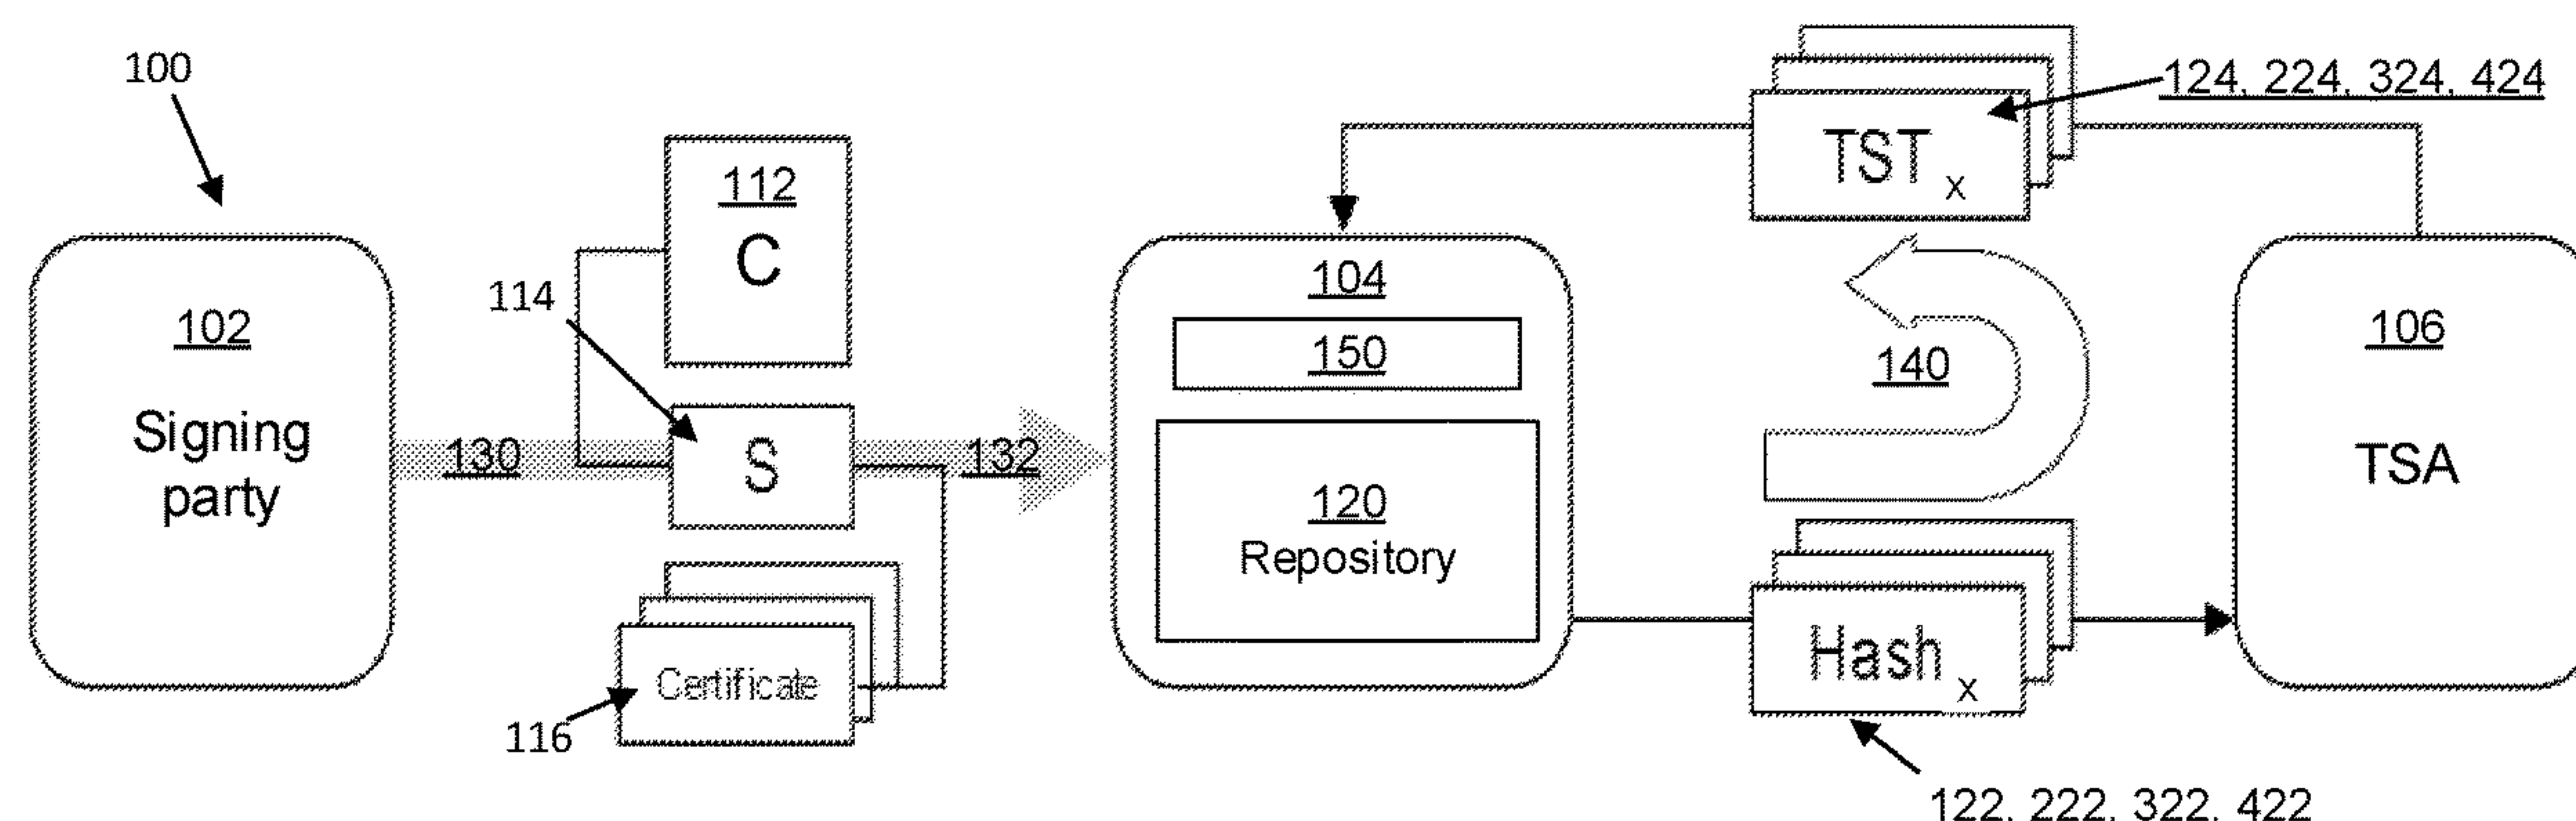 100
102
Signing
party
130
112
C
114
S
132
Certificate
116
104
150
120
Repository
TST x
124, 224, 324, 424
140
Hash x
122, 222, 322, 422
106
TSA